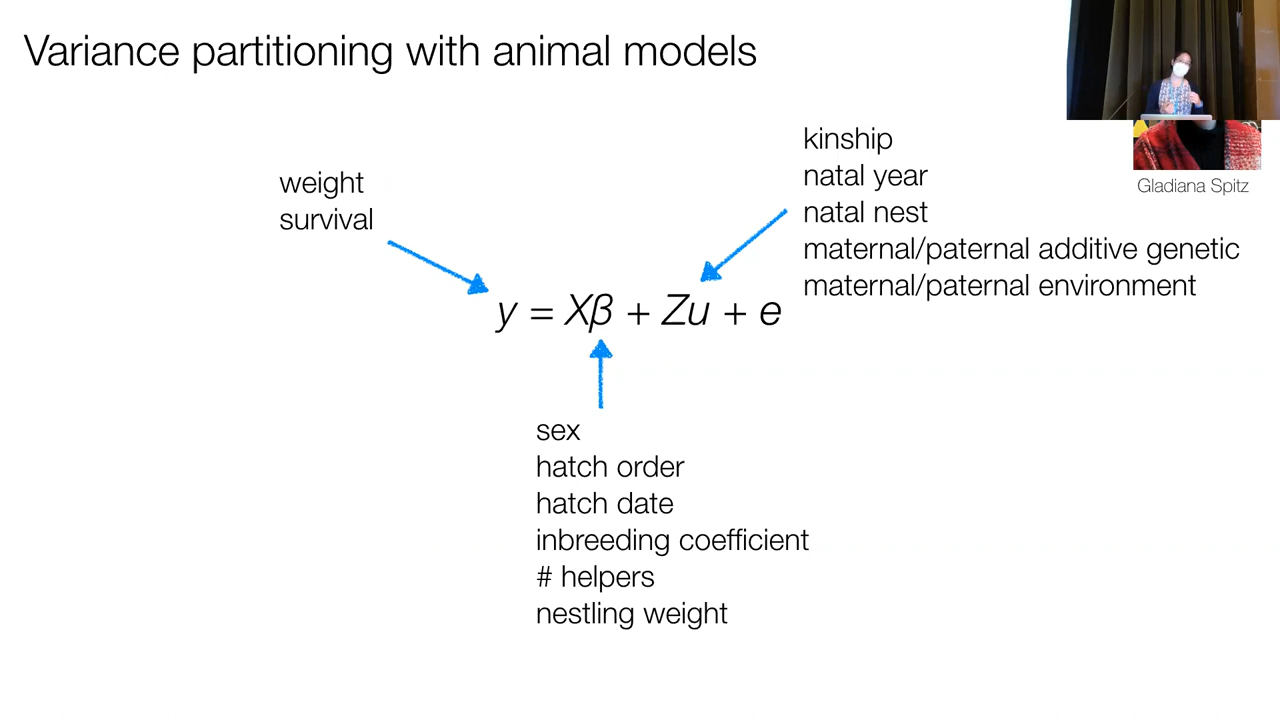 Variance partitioning with animal models
weight
survival
kinship
natal year
natal nest
maternal/paternal additive genetic
maternal/paternal environment
Gladiana Spitz
y = Xβ + Zu + e
sex
hatch order
hatch date
inbreeding coefficient
# helpers
nestling weight